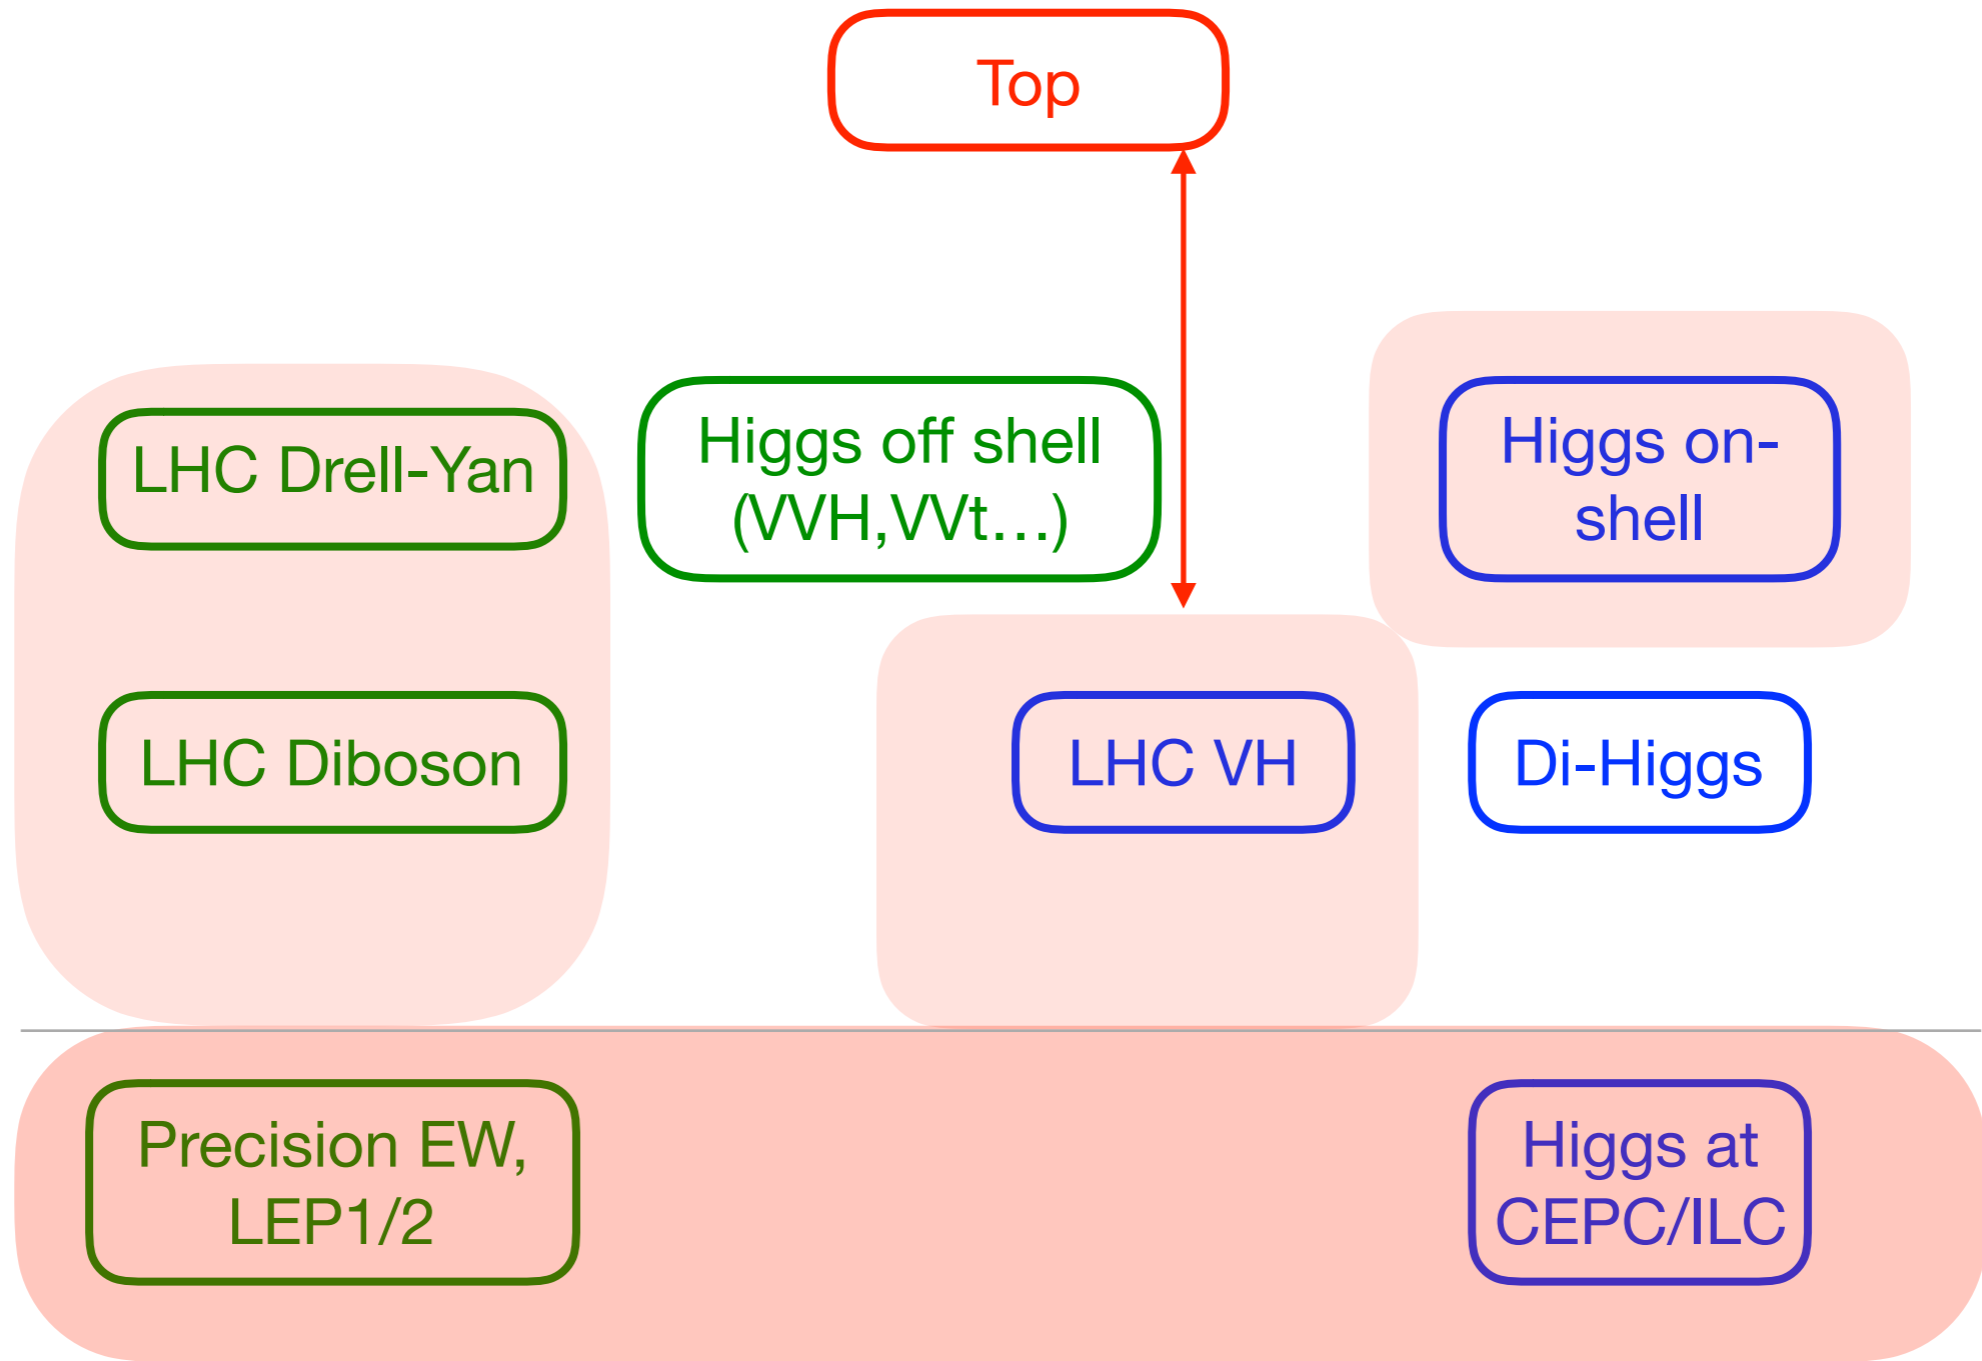 Top
LHC Drell-Yan
Higgs off shell
(VVH,VVt...)
Higgs on-
shell
LHC Diboson
LHC VH
Di-Higgs
Precision EW,
LEP1/2
Higgs at
CEPC/ILC